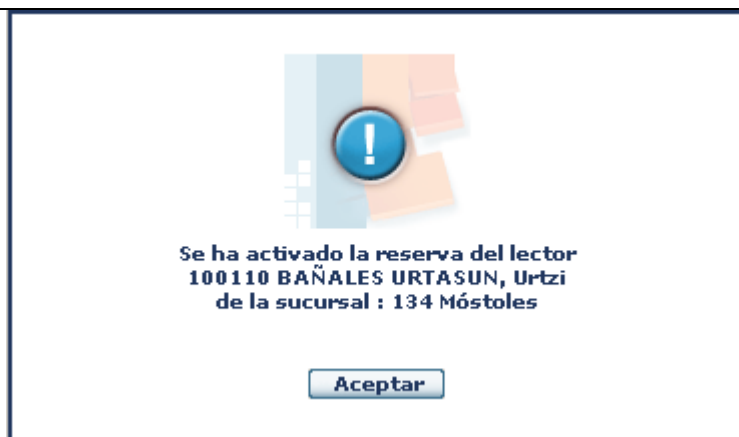 !
Se ha activado la reserva del lector
100110 BAÑALES URTASUN, Urtzi
de la sucursal : 134 Móstoles
Aceptar